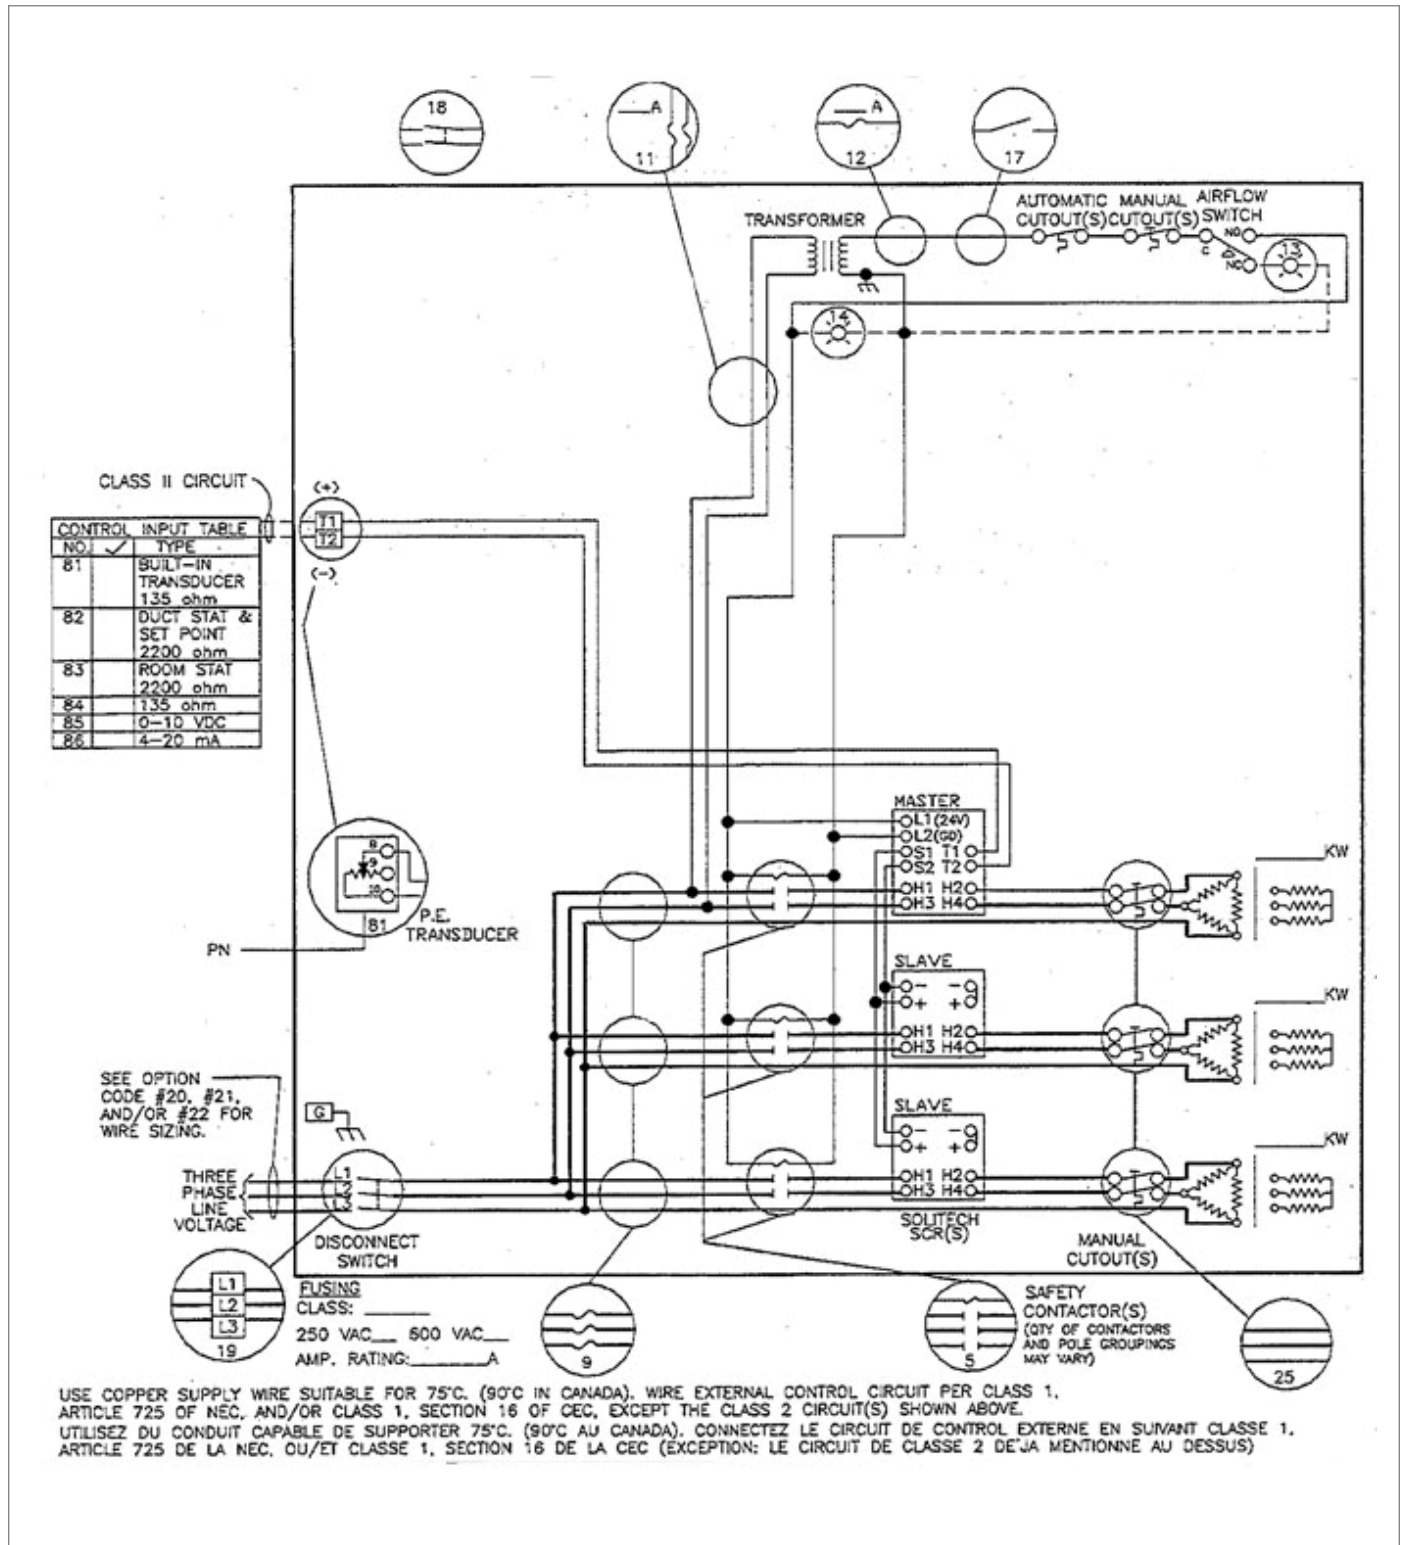 18
A
11
A
12
17
TRANSFORMER
AUTOMATIC MANUAL AIRFLOW
CUTOUT(S) CUTOUT(S) SWITCH
NO
C
NC
13
14
CLASS II CIRCUIT
(+)
T1
T2
(-)
CONTROL INPUT TABLE
NO. ✓ TYPE
81 BUILT-IN
TRANSDUCER
135 ohm
82 DUCT STAT &
SET POINT
2200 ohm
83 ROOM STAT
2200 ohm
84 135 ohm
85 0-10 VDC
86 4-20 mA
MASTER
L1(24V)
L2(GD)
S1 T1
S2 T2
H1 H2
H3 H4
KW
8
9
10
81
P.E.
TRANSDUCER
PN
SLAVE
- -
+ +
H1 H2
H3 H4
KW
SLAVE
- -
+ +
H1 H2
H3 H4
KW
SOLITECH
SCR(S)
MANUAL
CUTOUT(S)
SEE OPTION
CODE #20, #21,
AND/OR #22 FOR
WIRE SIZING.
G
THREE
PHASE
LINE
VOLTAGE
L1
L2
L3
DISCONNECT
SWITCH
L1
L2
L3
19
FUSING
CLASS: ______
250 VAC___ 600 VAC___
AMP. RATING:_______A
9
5
SAFETY
CONTACTOR(S)
(QTY OF CONTACTORS
AND POLE GROUPINGS
MAY VARY)
25
USE COPPER SUPPLY WIRE SUITABLE FOR 75°C. (90°C IN CANADA). WIRE EXTERNAL CONTROL CIRCUIT PER CLASS 1,
ARTICLE 725 OF NEC, AND/OR CLASS 1, SECTION 16 OF CEC, EXCEPT THE CLASS 2 CIRCUIT(S) SHOWN ABOVE.
UTILISEZ DU CONDUIT CAPABLE DE SUPPORTER 75°C. (90°C AU CANADA). CONNECTEZ LE CIRCUIT DE CONTROL EXTERNE EN SUIVANT CLASSE 1,
ARTICLE 725 DE LA NEC, OU/ET CLASSE 1, SECTION 16 DE LA CEC (EXCEPTION: LE CIRCUIT DE CLASSE 2 DEJA MENTIONNE AU DESSUS)